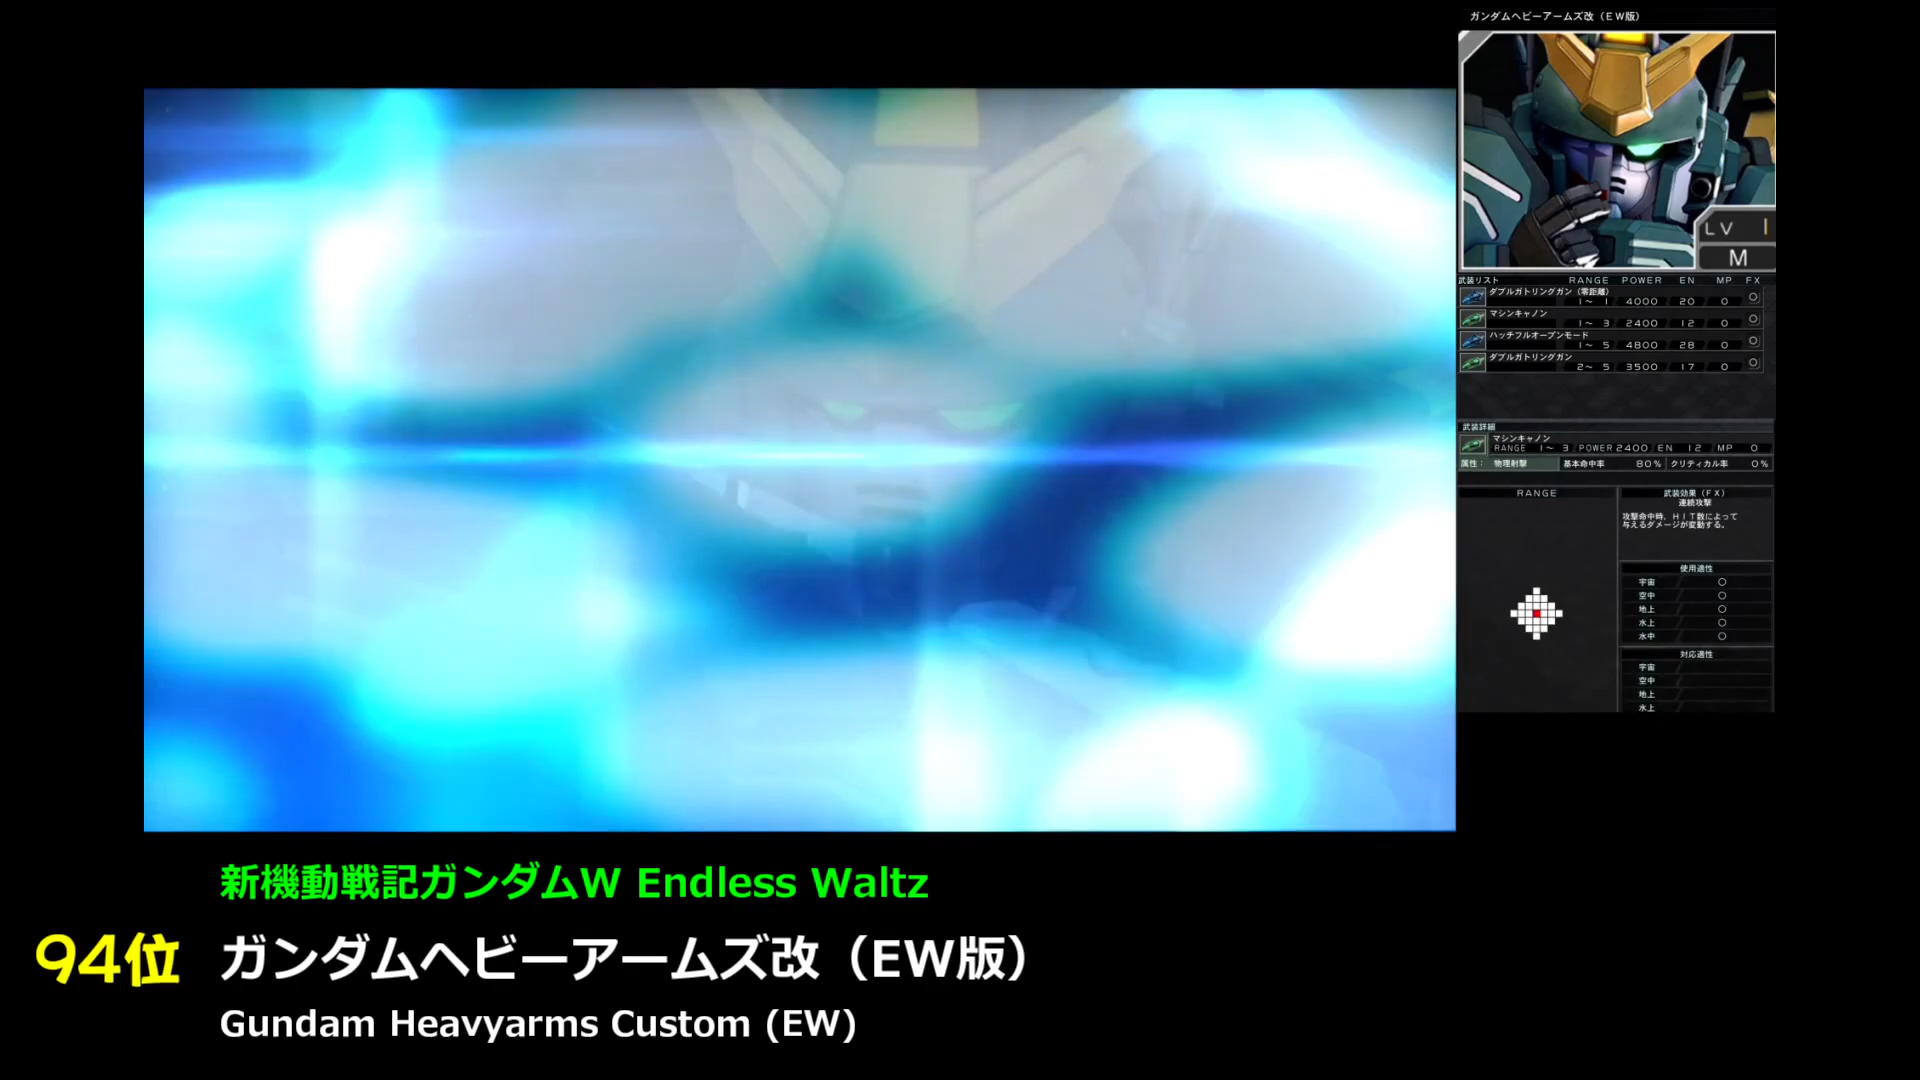 ガンダムヘビーアームズ改（EW版）
LV 1
M
武装リスト RANGE POWER EN MP FX
ダブルガトリングガン（零距離）
1～ 1 4000 20 0 ○
マシンキャノン
1～ 3 2400 12 0 ○
ハッチフルオープンモード
1～ 5 4800 28 0 ○
ダブルガトリングガン
2～ 5 3500 17 0 ○
武装詳細
マシンキャノン
RANGE 1～ 3 POWER 2400 EN 12 MP 0
属性： 物理射撃 基本命中率 80% クリティカル率 0%
RANGE
武装効果（FX）
連続攻撃
攻撃命中時、HIT数によって
与えるダメージが変動する。
使用適性
宇宙 ○
空中 ○
地上 ○
水上 ○
水中 ○
対応適性
宇宙
空中
地上
水上
新機動戦記ガンダムW Endless Waltz
94位 ガンダムヘビーアームズ改（EW版）
Gundam Heavyarms Custom (EW)